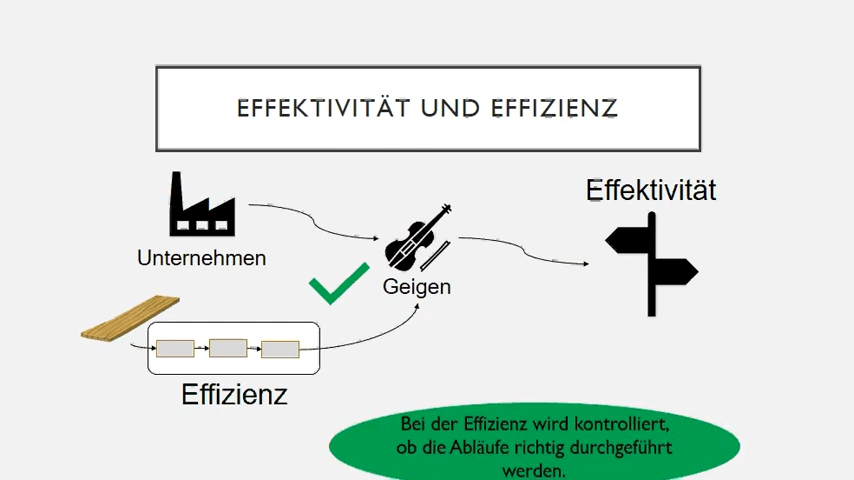 EFFEKTIVITÄT UND EFFIZIENZ
Effektivität
Unternehmen
Geigen
Effizienz
Bei der Effizienz wird kontrolliert,
ob die Abläufe richtig durchgeführt
werden.